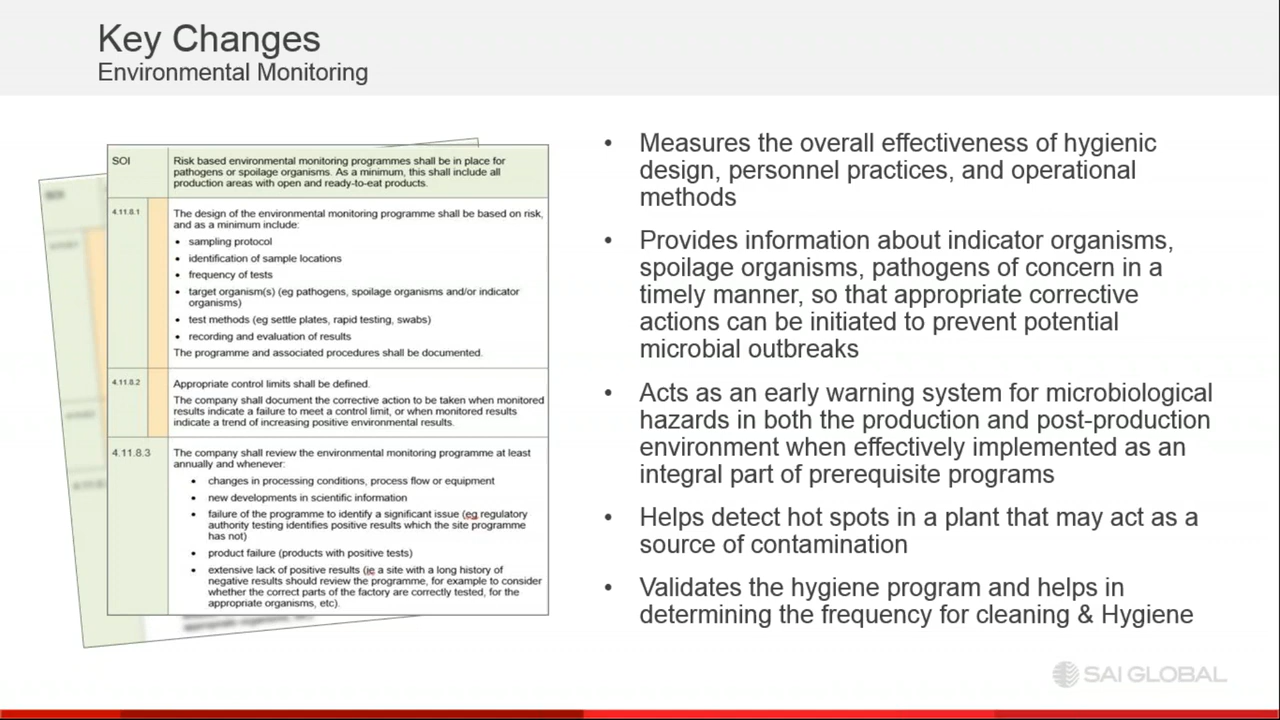 Key Changes
Environmental Monitoring
SOI
Risk based environmental monitoring programmes shall be in place for
pathogens or spoilage organisms. As a minimum, this shall include all
production areas with open and ready-to-eat products.
4.11.8.1
The design of the environmental monitoring programme shall be based on risk,
and as a minimum include:
• sampling protocol
• identification of sample locations
• frequency of tests
• target organism(s) (eg pathogens, spoilage organisms and/or indicator
organisms)
• test methods (eg settle plates, rapid testing, swabs)
• recording and evaluation of results
The programme and associated procedures shall be documented.
4.11.8.2
Appropriate control limits shall be defined.
The company shall document the corrective action to be taken when monitored
results indicate a failure to meet a control limit, or when monitored results
indicate a trend of increasing positive environmental results.
4.11.8.3
The company shall review the environmental monitoring programme at least
annually and whenever:
• changes in processing conditions, process flow or equipment
• new developments in scientific information
• failure of the programme to identify a significant issue (eg regulatory
authority testing identifies positive results which the site programme
has not)
• product failure (products with positive tests)
• extensive lack of positive results (ie a site with a long history of
negative results should review the programme, for example to consider
whether the correct parts of the factory are correctly tested, for the
appropriate organisms, etc).
• Measures the overall effectiveness of hygienic
design, personnel practices, and operational
methods
• Provides information about indicator organisms,
spoilage organisms, pathogens of concern in a
timely manner, so that appropriate corrective
actions can be initiated to prevent potential
microbial outbreaks
• Acts as an early warning system for microbiological
hazards in both the production and post-production
environment when effectively implemented as an
integral part of prerequisite programs
• Helps detect hot spots in a plant that may act as a
source of contamination
• Validates the hygiene program and helps in
determining the frequency for cleaning & Hygiene
SAI GLOBAL